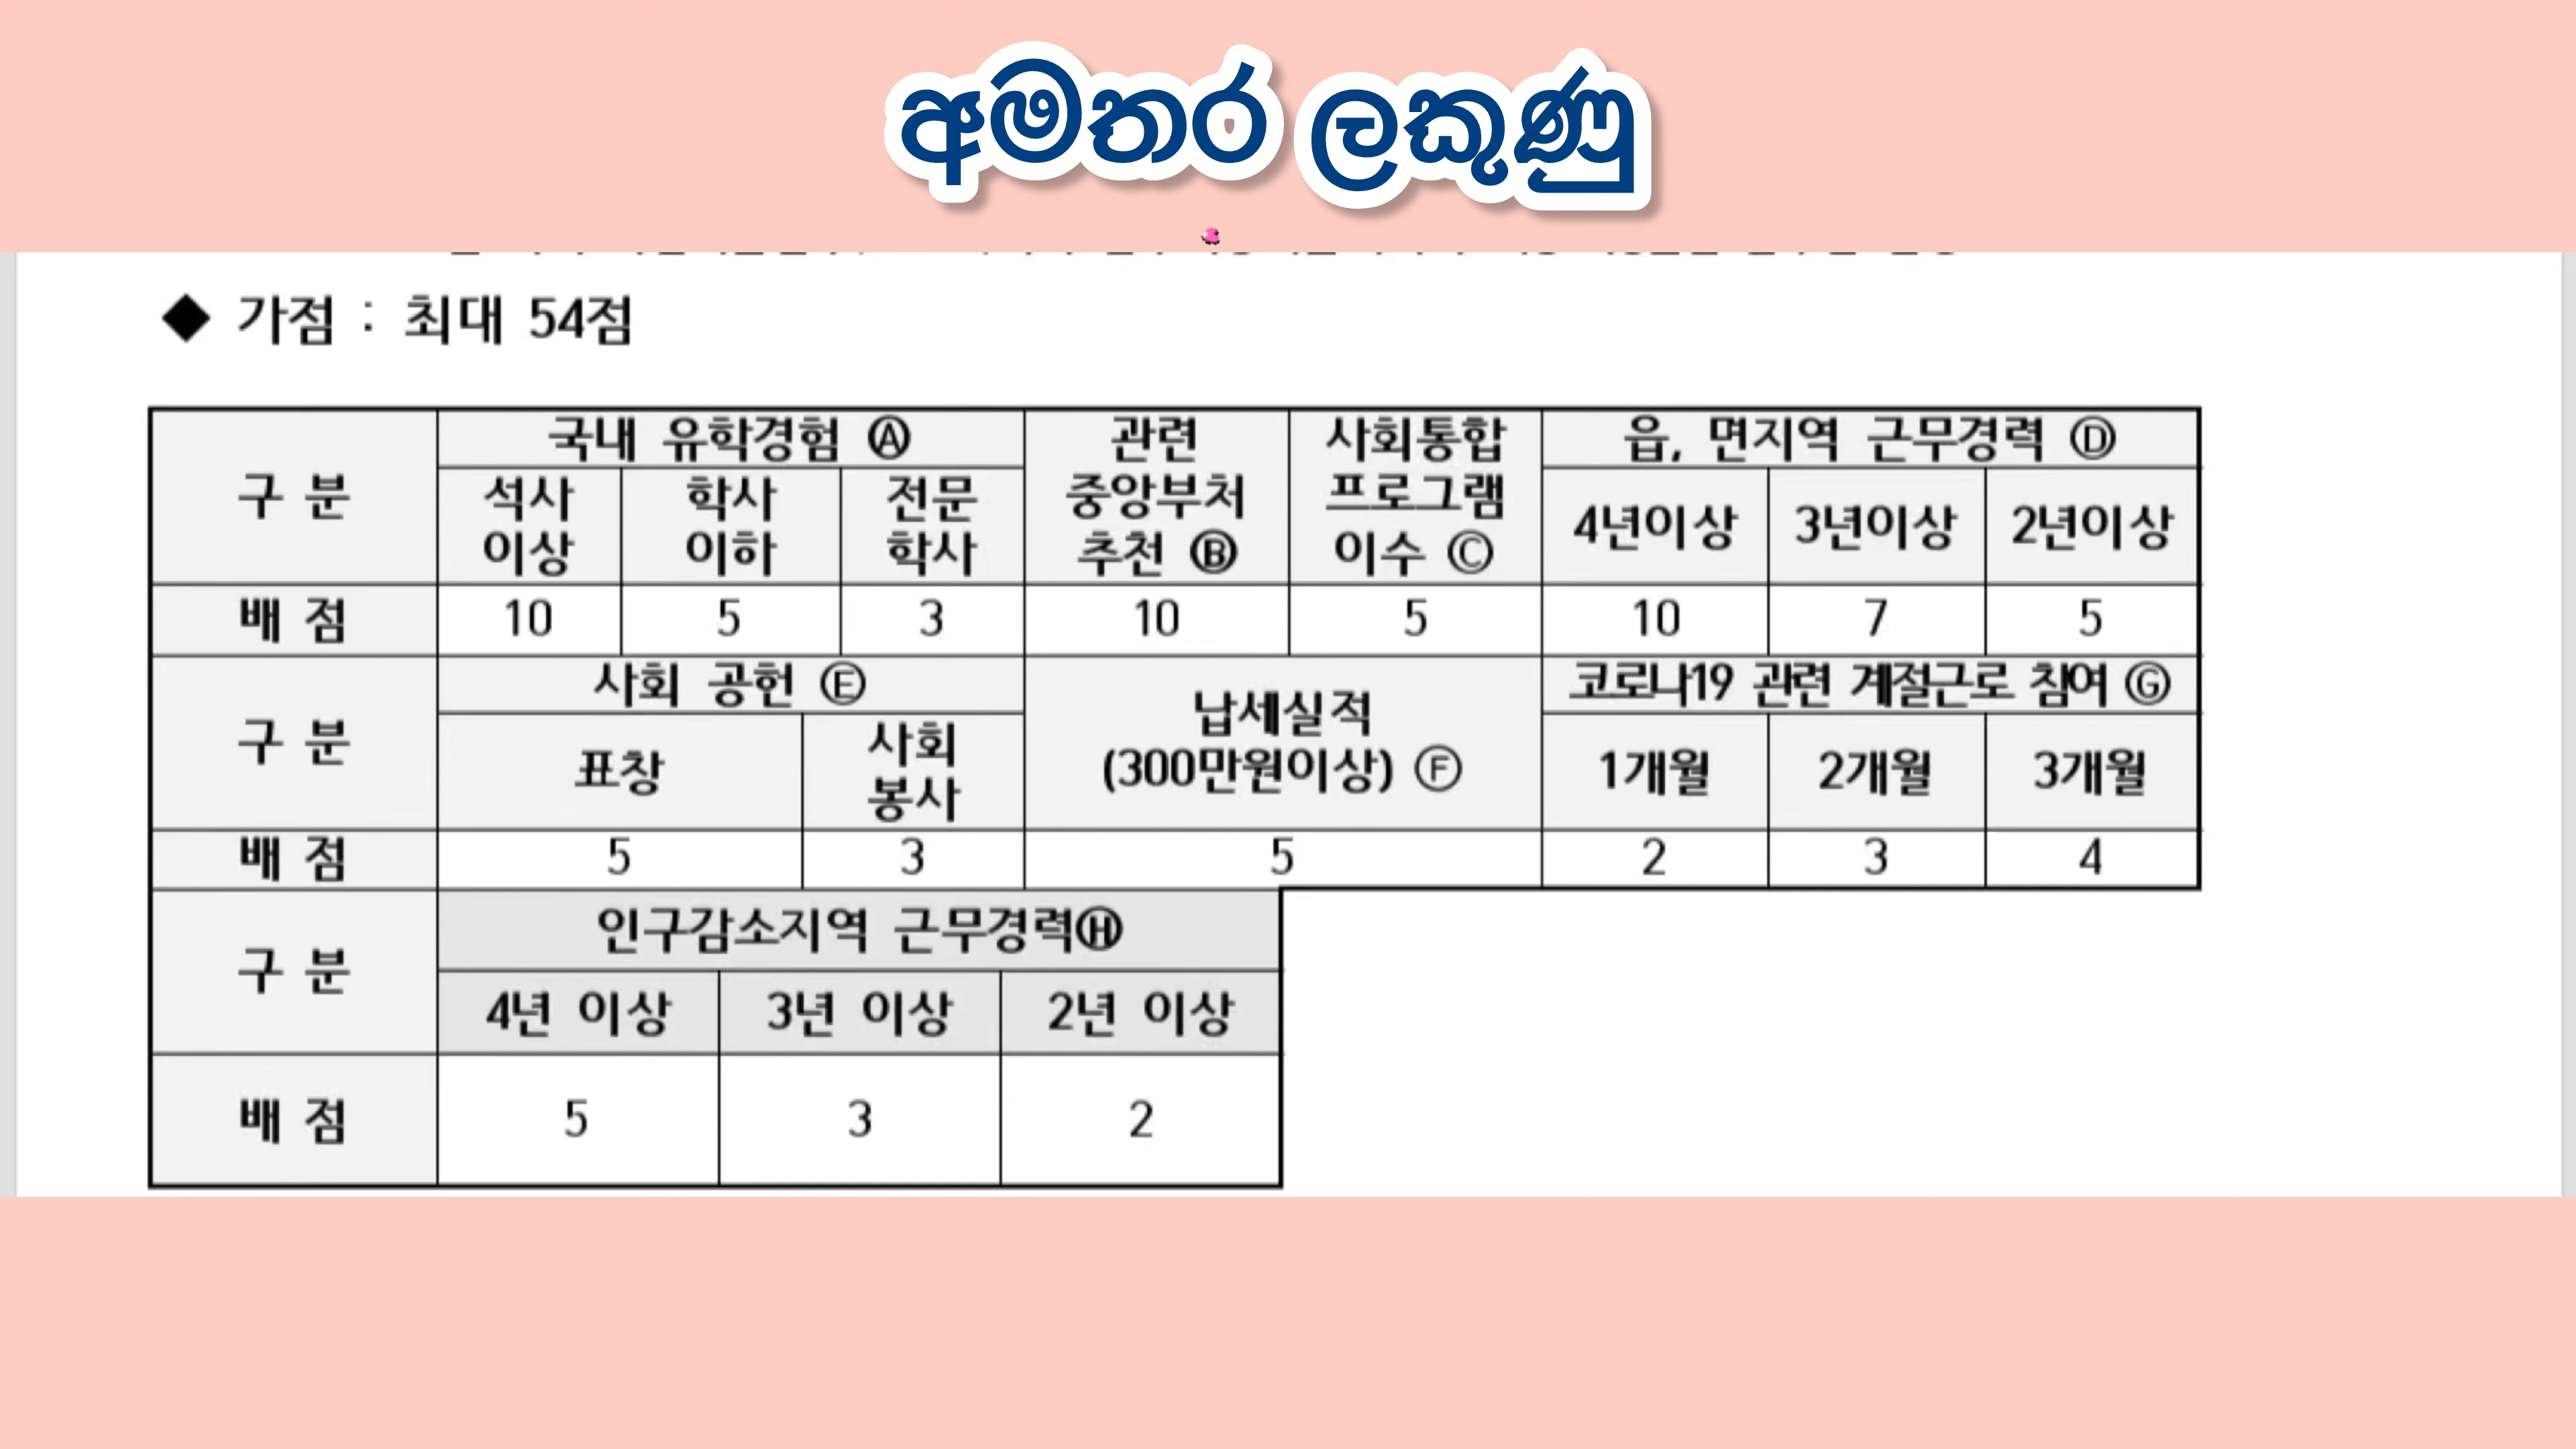 අමතර ලකුණු
◆ 가점 : 최대 54점
구 분
국내 유학경험 Ⓐ
석사 이상
학사 이하
전문 학사
관련 중앙부처 추천 Ⓑ
사회통합 프로그램 이수 Ⓒ
읍, 면지역 근무경력 Ⓓ
4년이상 3년이상 2년이상
배 점 10 5 3 10 5 10 7 5
구 분
사회 공헌 Ⓔ
표창
사회 봉사
납세실적
(300만원이상) Ⓕ
코로나19 관련 계절근로 참여 Ⓖ
1개월 2개월 3개월
배 점 5 3 5 2 3 4
구 분
인구감소지역 근무경력Ⓗ
4년 이상 3년 이상 2년 이상
배 점 5 3 2